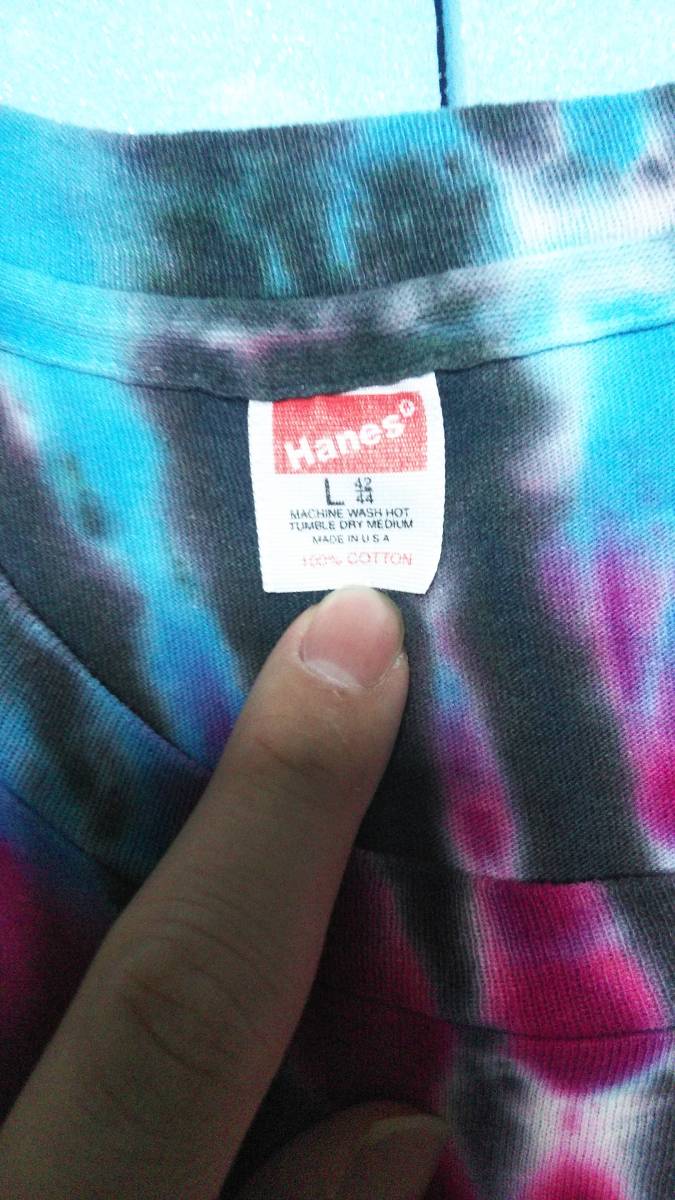 Hanes®
L 42/44
MACHINE WASH HOT
TUMBLE DRY MEDIUM
MADE IN U S A
100% COTTON